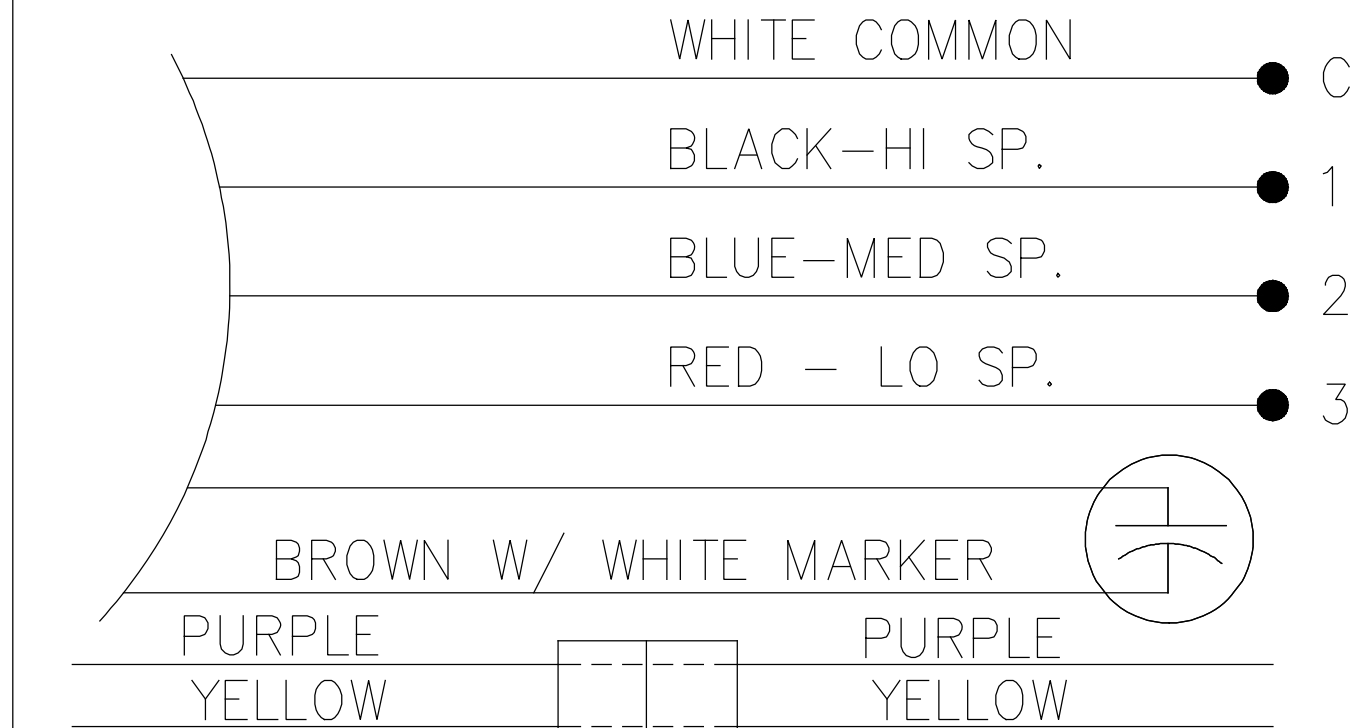 WHITE COMMON
C
BLACK-HI SP.
1
BLUE-MED SP.
2
RED - LO SP.
3
BROWN W/ WHITE MARKER
PURPLE PURPLE
YELLOW YELLOW